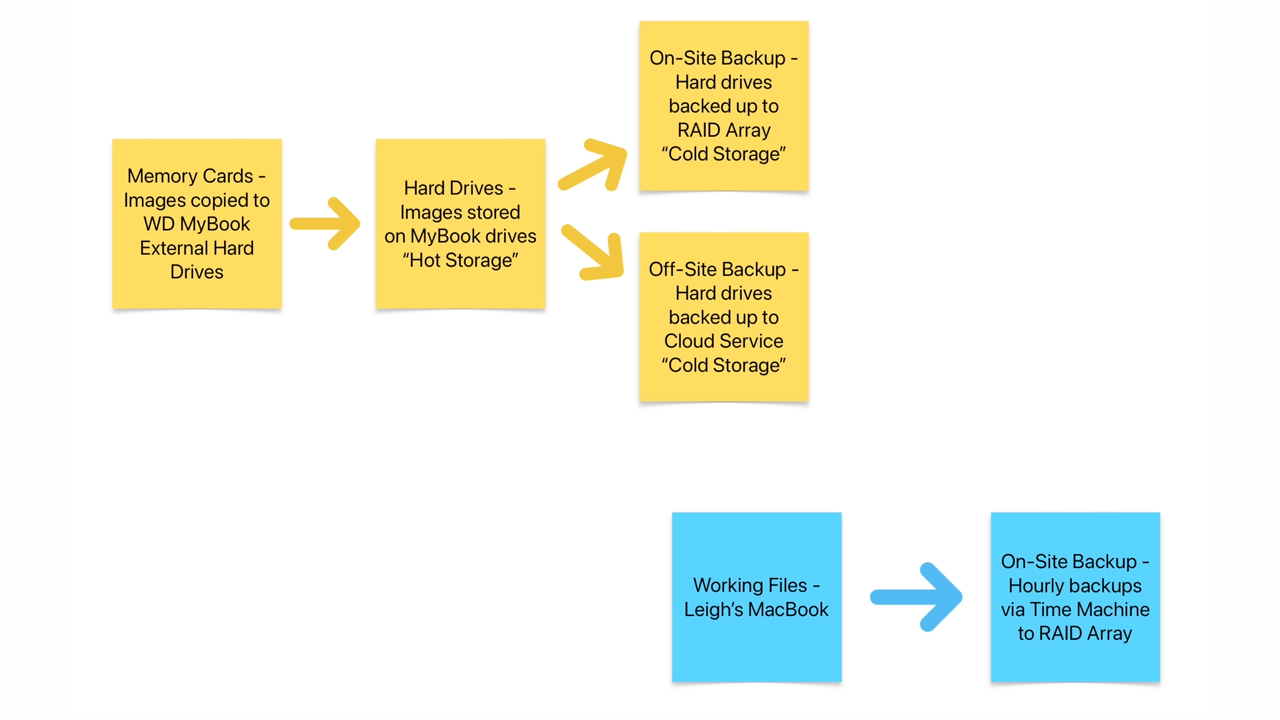 Memory Cards -
Images copied to
WD MyBook
External Hard
Drives
Hard Drives -
Images stored
on MyBook drives
“Hot Storage”
On-Site Backup -
Hard drives
backed up to
RAID Array
“Cold Storage”
Off-Site Backup -
Hard drives
backed up to
Cloud Service
“Cold Storage”
Working Files -
Leigh’s MacBook
On-Site Backup -
Hourly backups
via Time Machine
to RAID Array